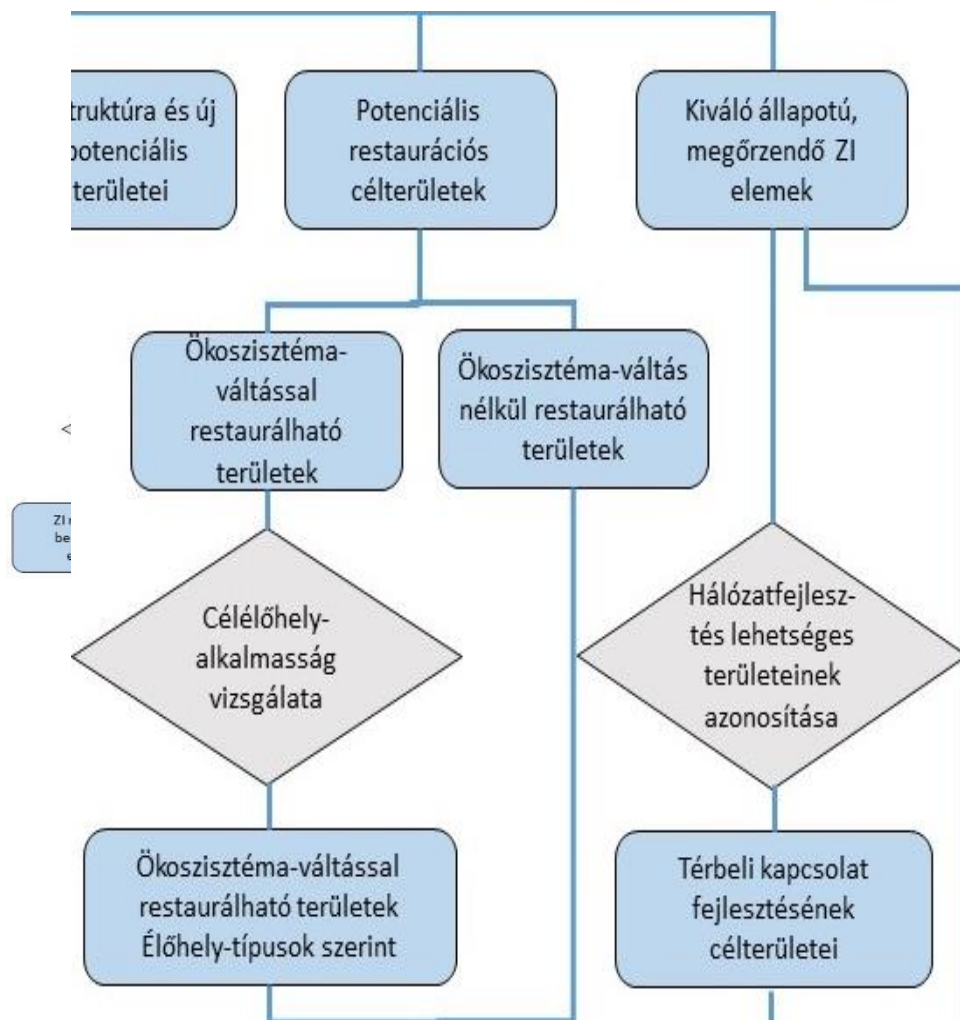 truktúra és új
potenciális
területei
Potenciális
restaurációs
célterületek
Kiváló állapotú,
megőrzendő ZI
elemek
Ökoszisztéma-
váltással
restaurálható
területek
Ökoszisztéma-váltás
nélkül restaurálható
területek
<
ZI
be
e
Célélőhely-
alkalmasság
vizsgálata
Hálózatfejlesz-
tés lehetséges
területeinek
azonosítása
Ökoszisztéma-váltással
restaurálható területek
Élőhely-típusok szerint
Térbeli kapcsolat
fejlesztésének
célterületei